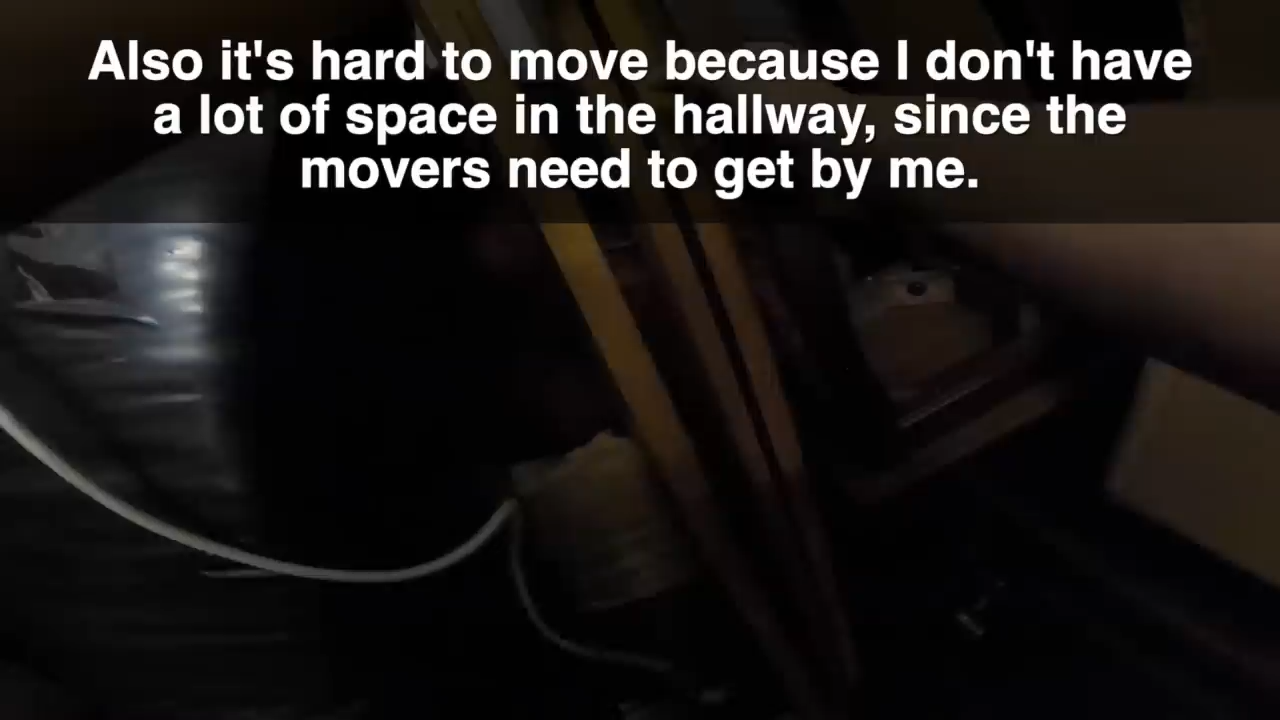 Also it's hard to move because I don't have
a lot of space in the hallway, since the
movers need to get by me.